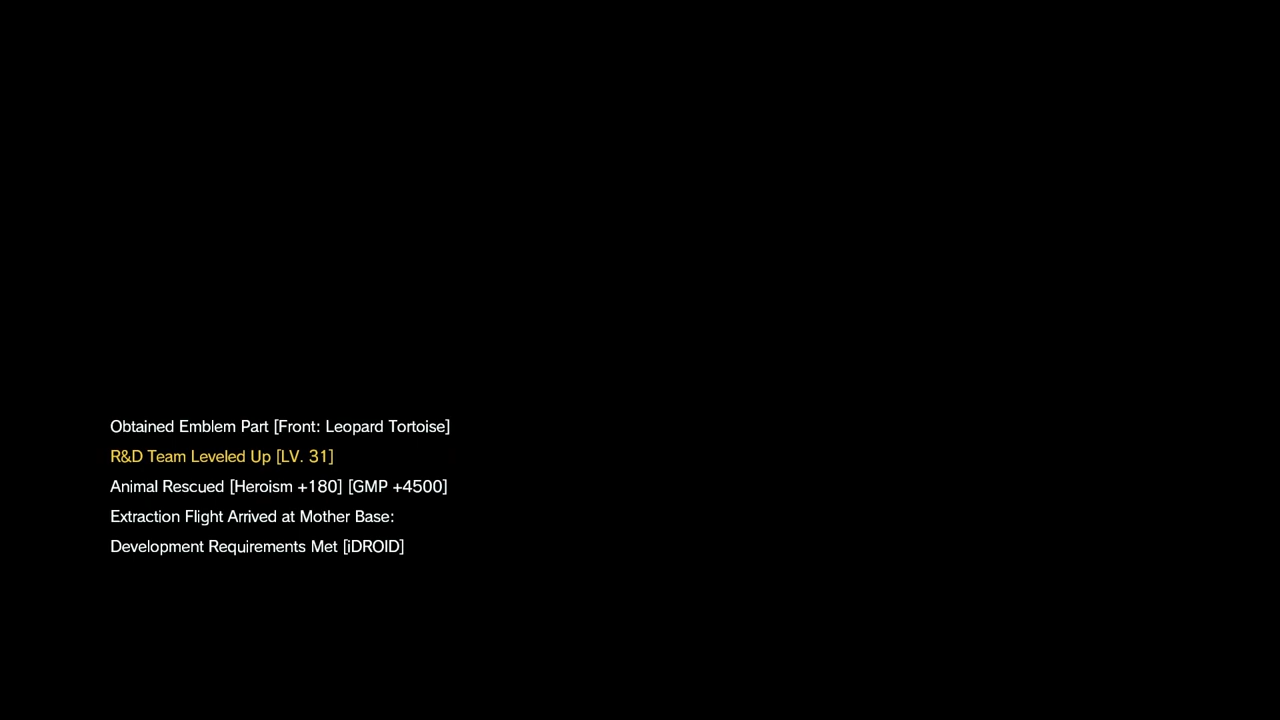 Obtained Emblem Part [Front: Leopard Tortoise]
R&D Team Leveled Up [LV. 31]
Animal Rescued [Heroism +180] [GMP +4500]
Extraction Flight Arrived at Mother Base:
Development Requirements Met [iDROID]